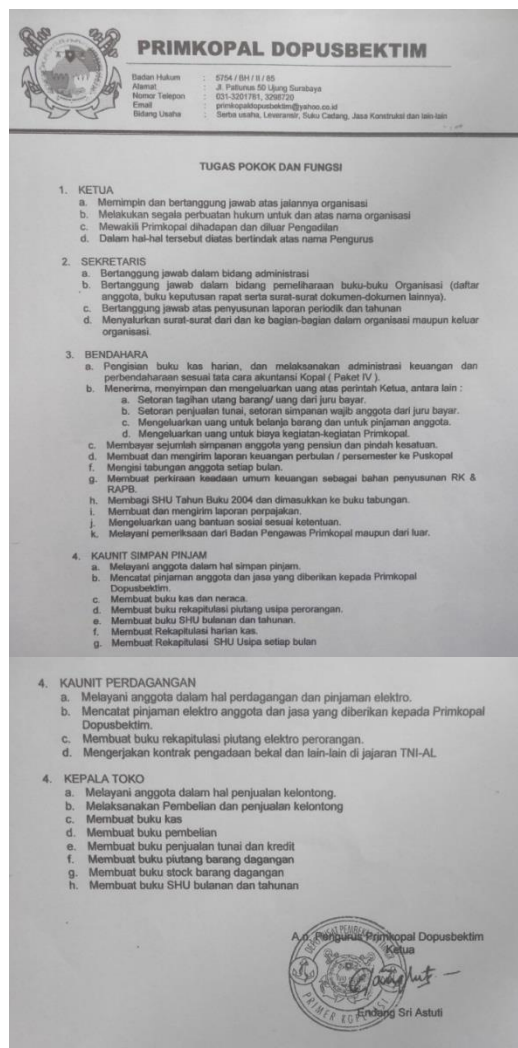 PRIMKOPAL DOPUSBEKTIM
Badan Hukum : 5754 / BH / II / 85
Alamat : Jl. Patiunus 50 Ujung Surabaya
Nomor Telepon : 031-3201781, 3298720
Email : primkopaldopusbektim@yahoo.co.id
Bidang Usaha : Serba usaha, Leveransir, Suku Cadang, Jasa Konstruksi dan lain-lain
TUGAS POKOK DAN FUNGSI
1. KETUA
a. Memimpin dan bertanggung jawab atas jalannya organisasi
b. Melakukan segala perbuatan hukum untuk dan atas nama organisasi
c. Mewakili Primkopal dihadapan dan diluar Pengadilan
d. Dalam hal-hal tersebut diatas bertindak atas nama Pengurus
2. SEKRETARIS
a. Bertanggung jawab dalam bidang administrasi
b. Bertanggung jawab dalam bidang pemeliharaan buku-buku Organisasi (daftar
anggota, buku keputusan rapat serta surat-surat dokumen-dokumen lainnya).
c. Bertanggung jawab atas penyusunan laporan periodik dan tahunan
d. Menyalurkan surat-surat dari dan ke bagian-bagian dalam organisasi maupun keluar
organisasi.
3. BENDAHARA
a. Pengisian buku kas harian, dan melaksanakan administrasi keuangan dan
perbendaharaan sesuai tata cara akuntansi Kopal ( Paket IV ).
b. Menerima, menyimpan dan mengeluarkan uang atas perintah Ketua, antara lain :
a. Setoran tagihan utang barang/ uang dari juru bayar.
b. Setoran penjualan tunai, setoran simpanan wajib anggota dari juru bayar.
c. Mengeluarkan uang untuk belanja barang dan untuk pinjaman anggota.
d. Mengeluarkan uang untuk biaya kegiatan-kegiatan Primkopal.
c. Membayar sejumlah simpanan anggota yang pensiun dan pindah kesatuan.
d. Membuat dan mengirim laporan keuangan perbulan / persemester ke Puskopal
f. Mengisi tabungan anggota setiap bulan.
g. Membuat perkiraan keadaan umum keuangan sebagai bahan penyusunan RK &
RAPB.
h. Membagi SHU Tahun Buku 2004 dan dimasukkan ke buku tabungan.
i. Membuat dan mengirim laporan perpajakan.
j. Mengeluarkan uang bantuan sosial sesuai ketentuan.
k. Melayani pemeriksaan dari Badan Pengawas Primkopal maupun dari luar.
4. KAUNIT SIMPAN PINJAM
a. Melayani anggota dalam hal simpan pinjam.
b. Mencatat pinjaman anggota dan jasa yang diberikan kepada Primkopal
Dopusbektim.
c. Membuat buku kas dan neraca.
d. Membuat buku rekapitulasi piutang usipa perorangan.
e. Membuat buku SHU bulanan dan tahunan.
f. Membuat Rekapitulasi harian kas.
g. Membuat Rekapitulasi SHU Usipa setiap bulan
4. KAUNIT PERDAGANGAN
a. Melayani anggota dalam hal perdagangan dan pinjaman elektro.
b. Mencatat pinjaman elektro anggota dan jasa yang diberikan kepada Primkopal
Dopusbektim.
c. Membuat buku rekapitulasi piutang elektro perorangan.
d. Mengerjakan kontrak pengadaan bekal dan lain-lain di jajaran TNI-AL
4. KEPALA TOKO
a. Melayani anggota dalam hal penjualan kelontong.
b. Melaksanakan Pembelian dan penjualan kelontong
c. Membuat buku kas
d. Membuat buku pembelian
e. Membuat buku penjualan tunai dan kredit
f. Membuat buku piutang barang dagangan
g. Membuat buku stock barang dagangan
h. Membuat buku SHU bulanan dan tahunan
A.n. Pengurus Primkopal Dopusbektim
Ketua
Endang Sri Astuti